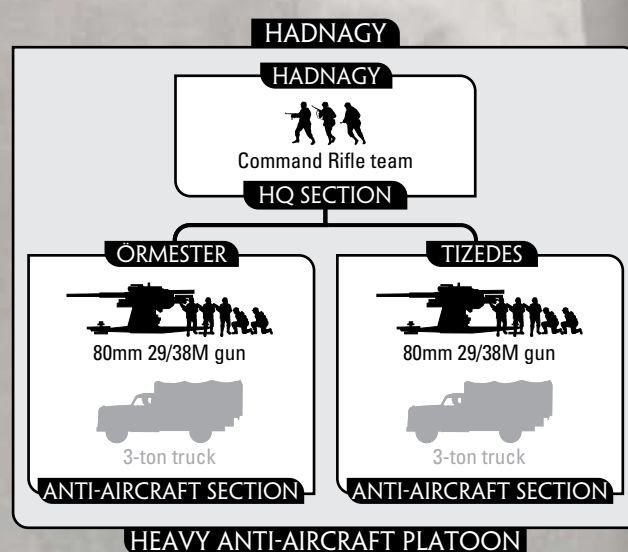 HADNAGY
HADNAGY
Command Rifle team
HQ SECTION
ÖRMESTER
80mm 29/38M gun
3-ton truck
ANTI-AIRCRAFT SECTION
TIZEDES
80mm 29/38M gun
3-ton truck
ANTI-AIRCRAFT SECTION
HEAVY ANTI-AIRCRAFT PLATOON